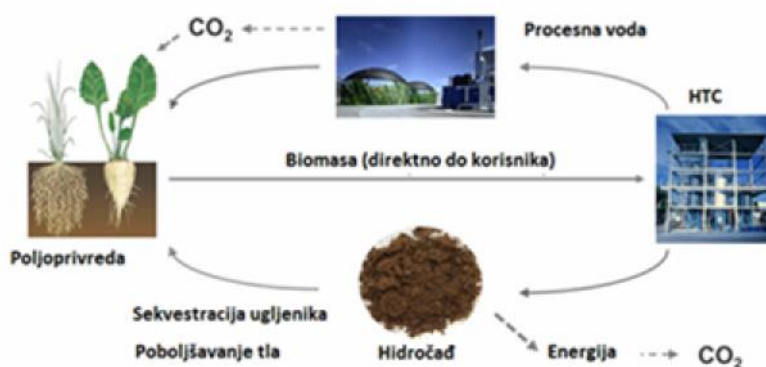 CO₂
Procesna voda
HTC
Biomasa (direktno do korisnika)
Poljoprivreda
Sekvestracija ugljenika
Poboljšavanje tla
Hidročađ
Energija
CO₂